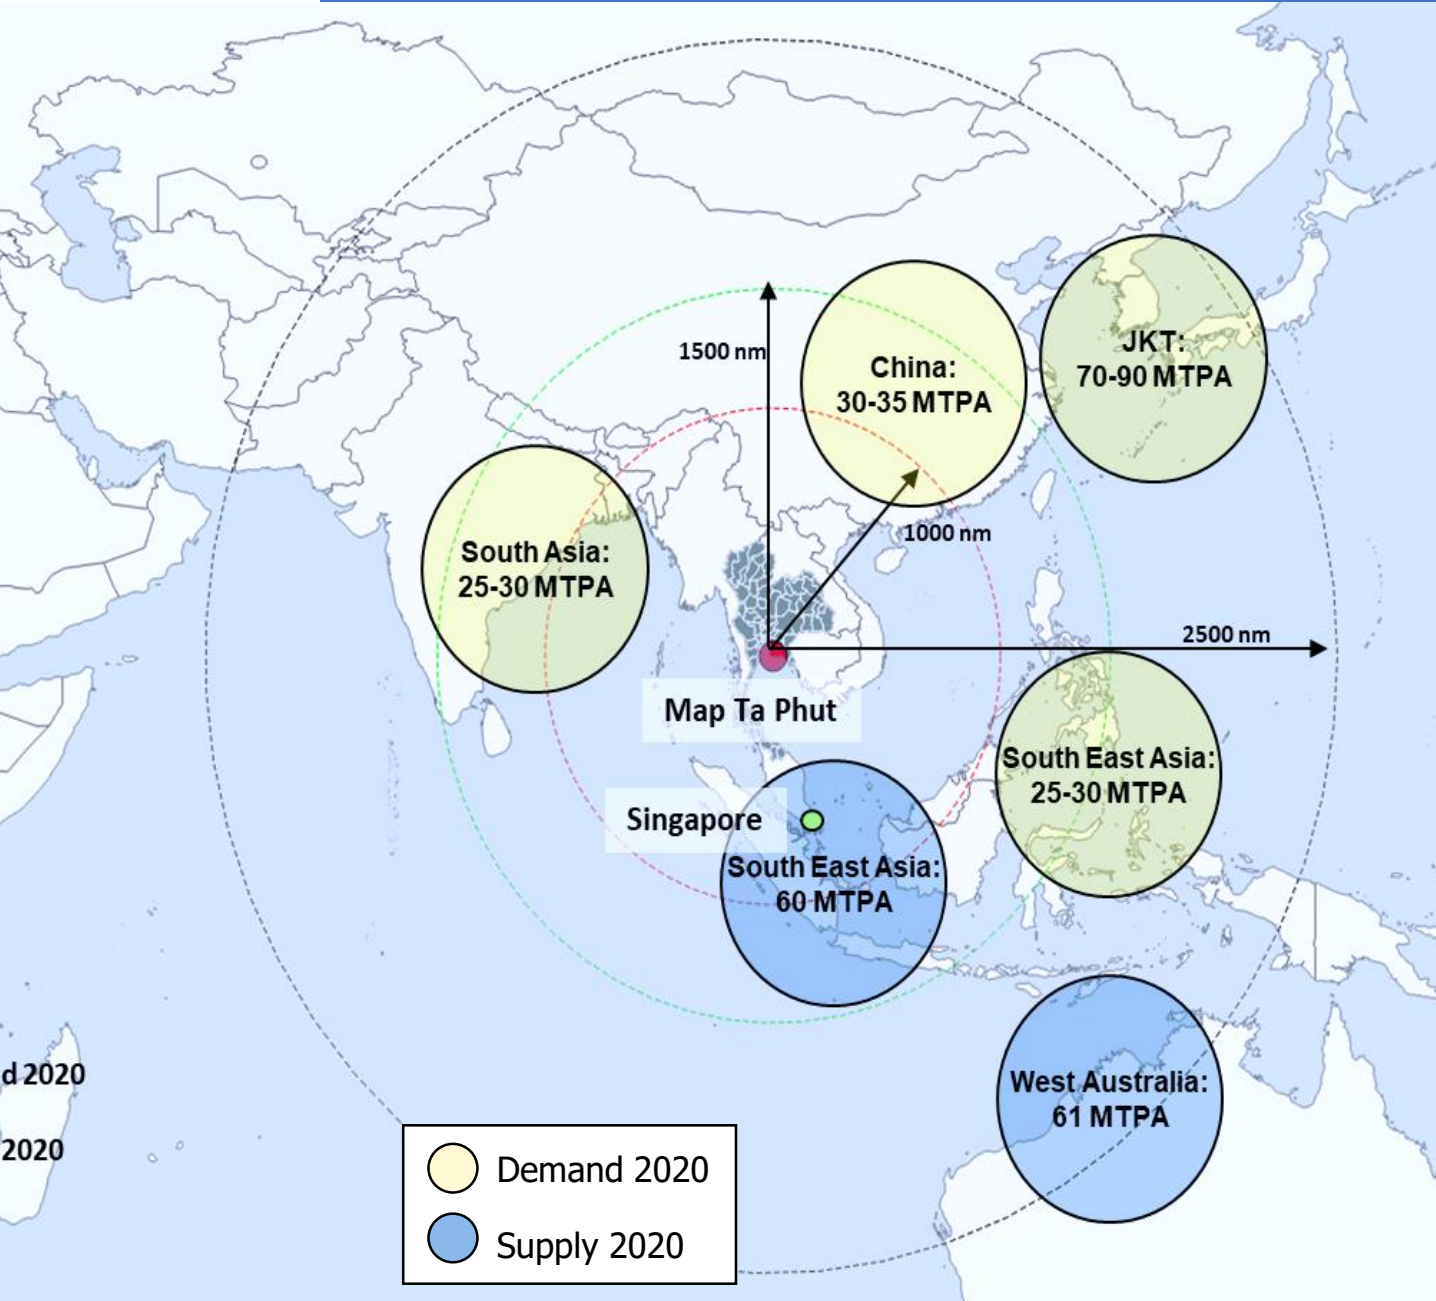 1500 nm
China:
30-35 MTPA
JKT:
70-90 MTPA
1000 nm
South Asia:
25-30 MTPA
2500 nm
Map Ta Phut
South East Asia:
25-30 MTPA
Singapore
South East Asia:
60 MTPA
West Australia:
61 MTPA
d 2020
2020
Demand 2020
Supply 2020